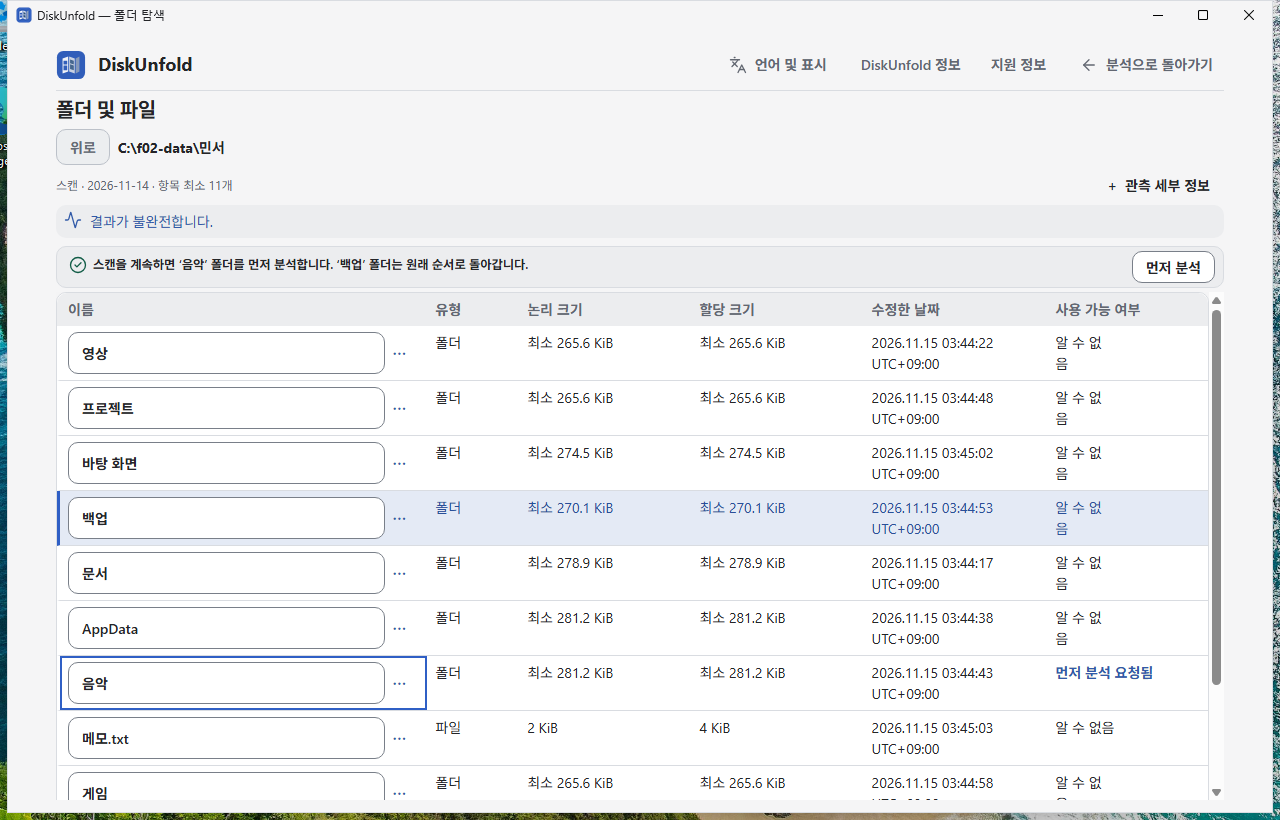 DiskUnfold — 폴더 탐색
DiskUnfold
언어 및 표시
DiskUnfold 정보
지원 정보
← 분석으로 돌아가기
폴더 및 파일
위로
C:\f02-data\민서
스캔 · 2026-11-14 · 항목 최소 11개
+ 관측 세부 정보
결과가 불완전합니다.
스캔을 계속하면 ‘음악’ 폴더를 먼저 분석합니다. ‘백업’ 폴더는 원래 순서로 돌아갑니다.
먼저 분석
이름 유형 논리 크기 할당 크기 수정한 날짜 사용 가능 여부
영상 ... 폴더 최소 265.6 KiB 최소 265.6 KiB 2026.11.15 03:44:22 알 수 없
UTC+09:00 음
프로젝트 ... 폴더 최소 265.6 KiB 최소 265.6 KiB 2026.11.15 03:44:48 알 수 없
UTC+09:00 음
바탕 화면 ... 폴더 최소 274.5 KiB 최소 274.5 KiB 2026.11.15 03:45:02 알 수 없
UTC+09:00 음
백업 ... 폴더 최소 270.1 KiB 최소 270.1 KiB 2026.11.15 03:44:53 알 수 없
UTC+09:00 음
문서 ... 폴더 최소 278.9 KiB 최소 278.9 KiB 2026.11.15 03:44:17 알 수 없
UTC+09:00 음
AppData ... 폴더 최소 281.2 KiB 최소 281.2 KiB 2026.11.15 03:44:38 알 수 없
UTC+09:00 음
음악 ... 폴더 최소 281.2 KiB 최소 281.2 KiB 2026.11.15 03:44:43 먼저 분석 요청됨
UTC+09:00
메모.txt ... 파일 2 KiB 4 KiB 2026.11.15 03:45:03 알 수 없음
UTC+09:00
게임 ... 폴더 최소 265.6 KiB 최소 265.6 KiB 2026.11.15 03:44:58 알 수 없